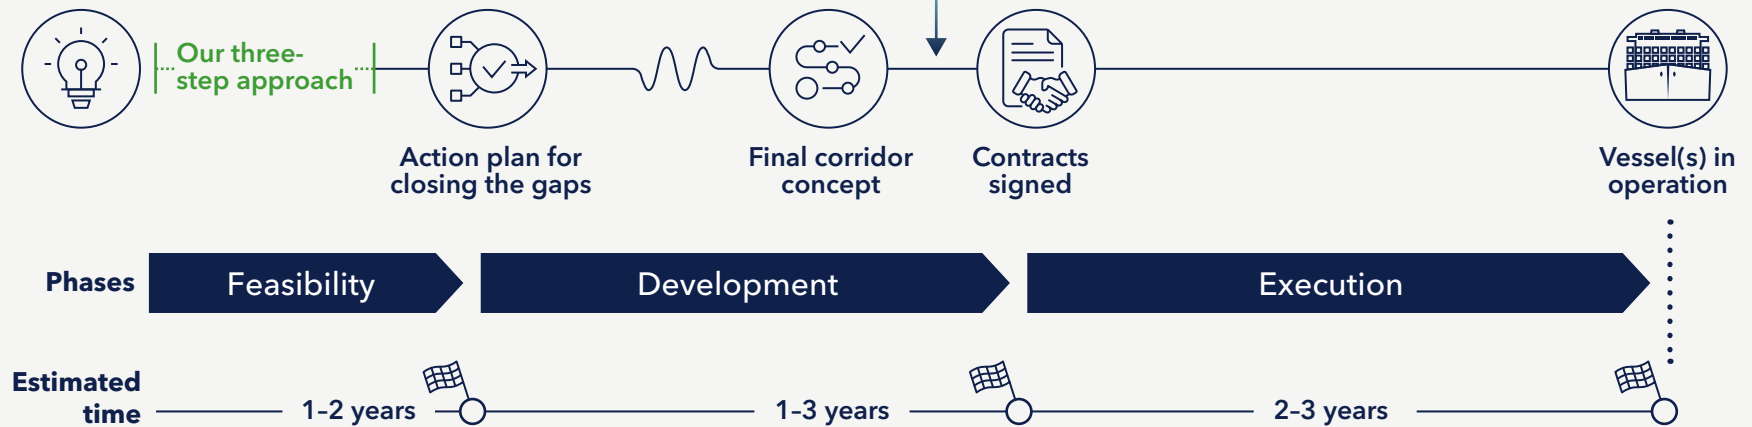 Our three-
step approach
Action plan for
closing the gaps
Final corridor
concept
Contracts
signed
Vessel(s) in
operation
Phases
Feasibility
Development
Execution
Estimated
time
1–2 years
1–3 years
2–3 years